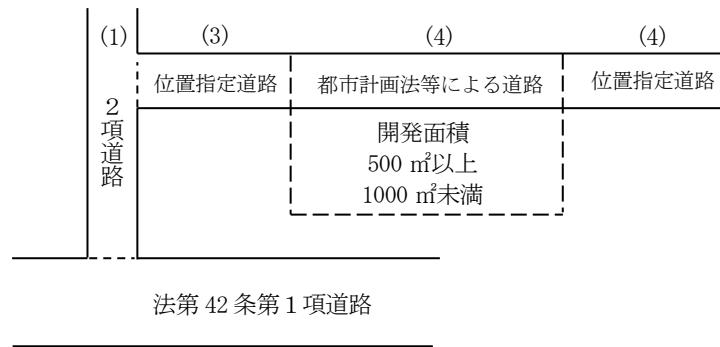 (1)
(3)
(4)
(4)
位置指定道路
都市計画法等による道路
位置指定道路
２項道路
開発面積
500 ㎡以上
1000 ㎡未満
法第 42 条第１項道路